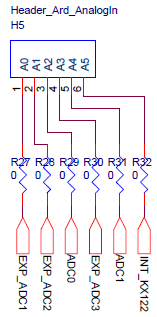 Header_Ard_AnalogIn
H5
A0
A1
A2
A3
A4
A5
1
2
3
4
5
6
R27
0
R28
0
R29
0
R30
0
R31
0
R32
0
EXP_ADC1
EXP_ADC2
ADC0
EXP_ADC3
ADC1
INT_KX122